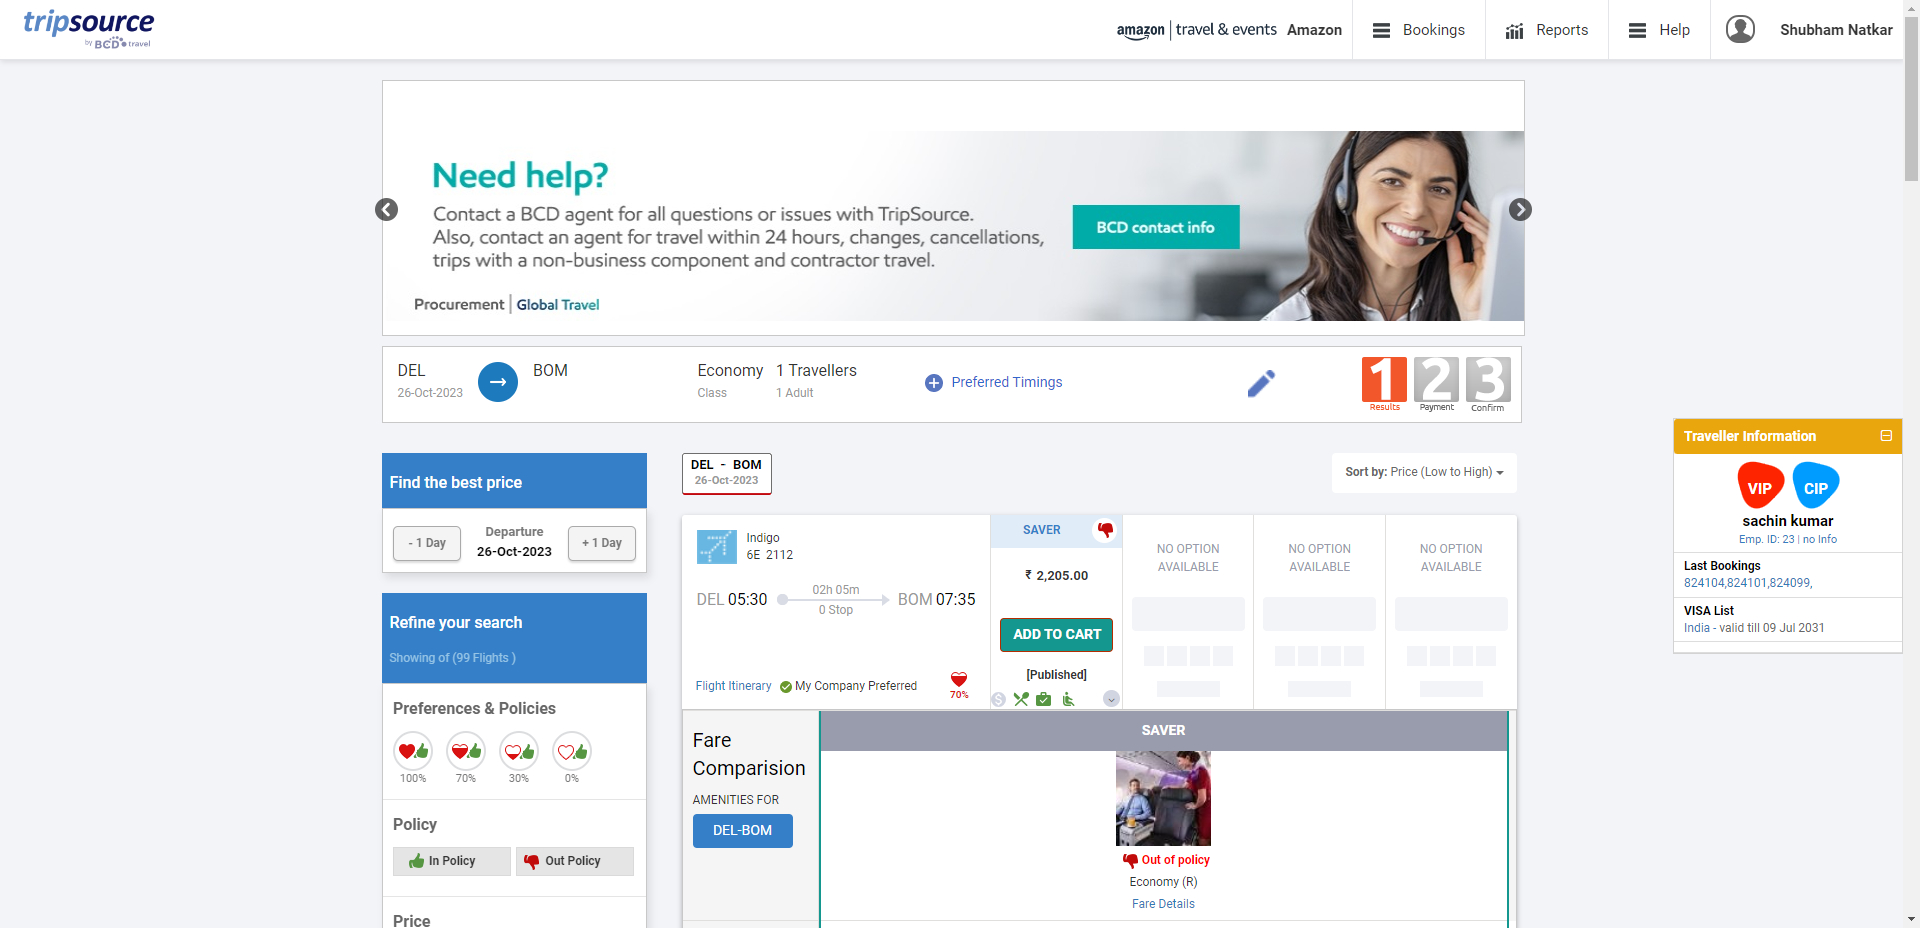 tripsource
by BCD travel
amazon | travel & events Amazon
Bookings
Reports
Help
Shubham Natkar
Need help?
Contact a BCD agent for all questions or issues with TripSource.
Also, contact an agent for travel within 24 hours, changes, cancellations,
trips with a non-business component and contractor travel.
BCD contact info
Procurement | Global Travel
DEL
26-Oct-2023
BOM
Economy
Class
1 Travellers
1 Adult
Preferred Timings
1 2 3
Results Payment Confirm
Traveller Information
VIP CIP
sachin kumar
Emp. ID: 23 | no Info
Last Bookings
824104,824101,824099,
VISA List
India - valid till 09 Jul 2031
Find the best price
- 1 Day
Departure
26-Oct-2023
+ 1 Day
Refine your search
Showing of (99 Flights )
Preferences & Policies
100% 70% 30% 0%
Policy
In Policy
Out Policy
Price
DEL - BOM
26-Oct-2023
Sort by: Price (Low to High)
Indigo
6E 2112
DEL 05:30
02h 05m
0 Stop
BOM 07:35
Flight Itinerary
My Company Preferred
70%
SAVER
₹ 2,205.00
ADD TO CART
[Published]
NO OPTION
AVAILABLE
NO OPTION
AVAILABLE
NO OPTION
AVAILABLE
Fare
Comparision
AMENITIES FOR
DEL-BOM
SAVER
Out of policy
Economy (R)
Fare Details